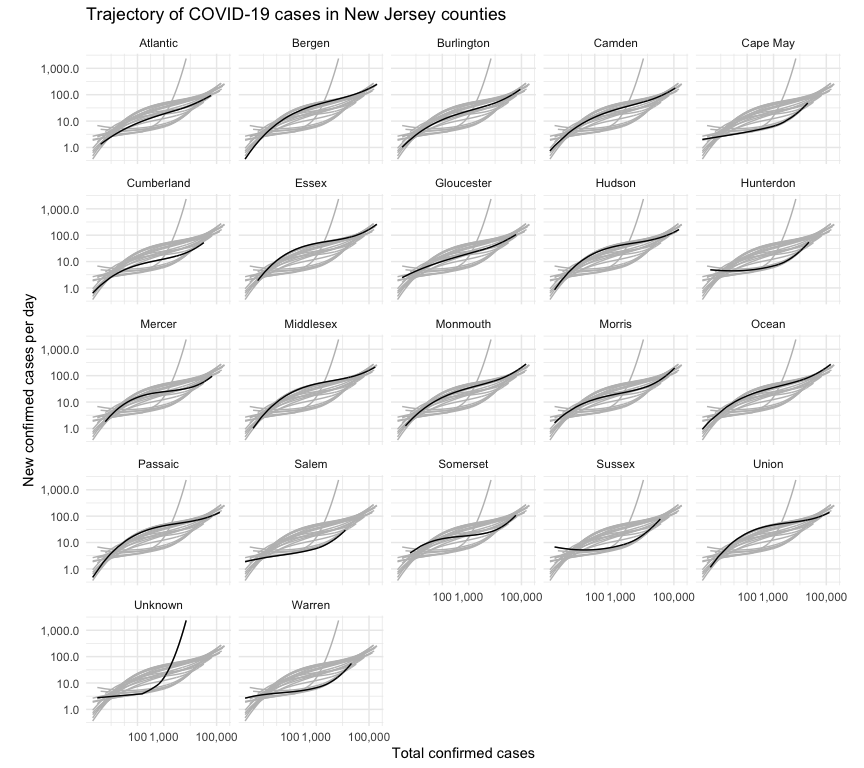 Trajectory of COVID-19 cases in New Jersey counties
Atlantic Bergen Burlington Camden Cape May
1,000.0
100.0
10.0
1.0
Cumberland Essex Gloucester Hudson Hunterdon
1,000.0
100.0
10.0
1.0
Mercer Middlesex Monmouth Morris Ocean
1,000.0
100.0
10.0
1.0
New confirmed cases per day
Passaic Salem Somerset Sussex Union
1,000.0
100.0
10.0
1.0
100 1,000 100,000 100 1,000 100,000 100 1,000 100,000
Unknown Warren
1,000.0
100.0
10.0
1.0
100 1,000 100,000 100 1,000 100,000
Total confirmed cases